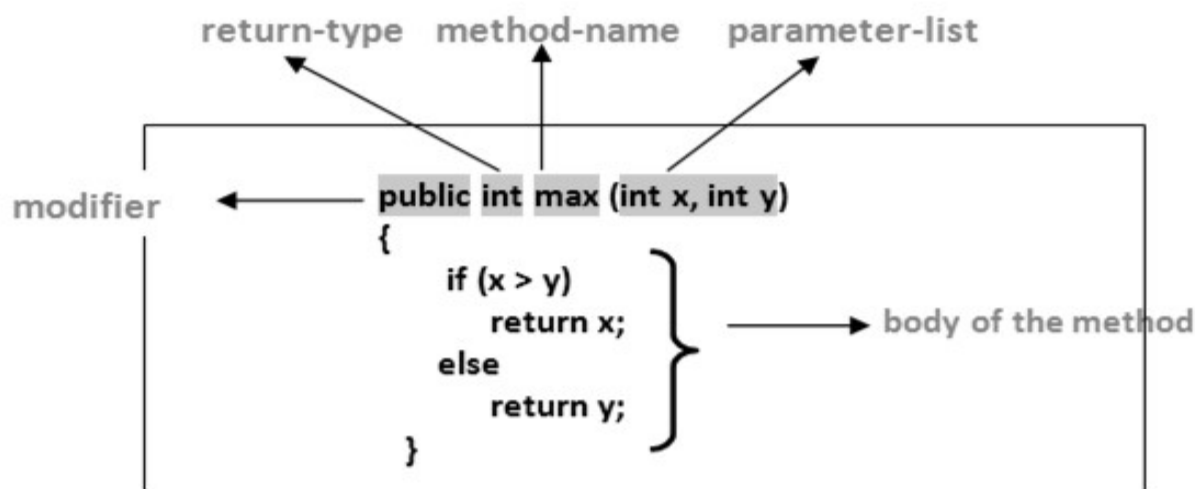 return-type method-name parameter-list
modifier public int max (int x, int y)
{
if (x > y)
return x;
else
return y;
}
body of the method